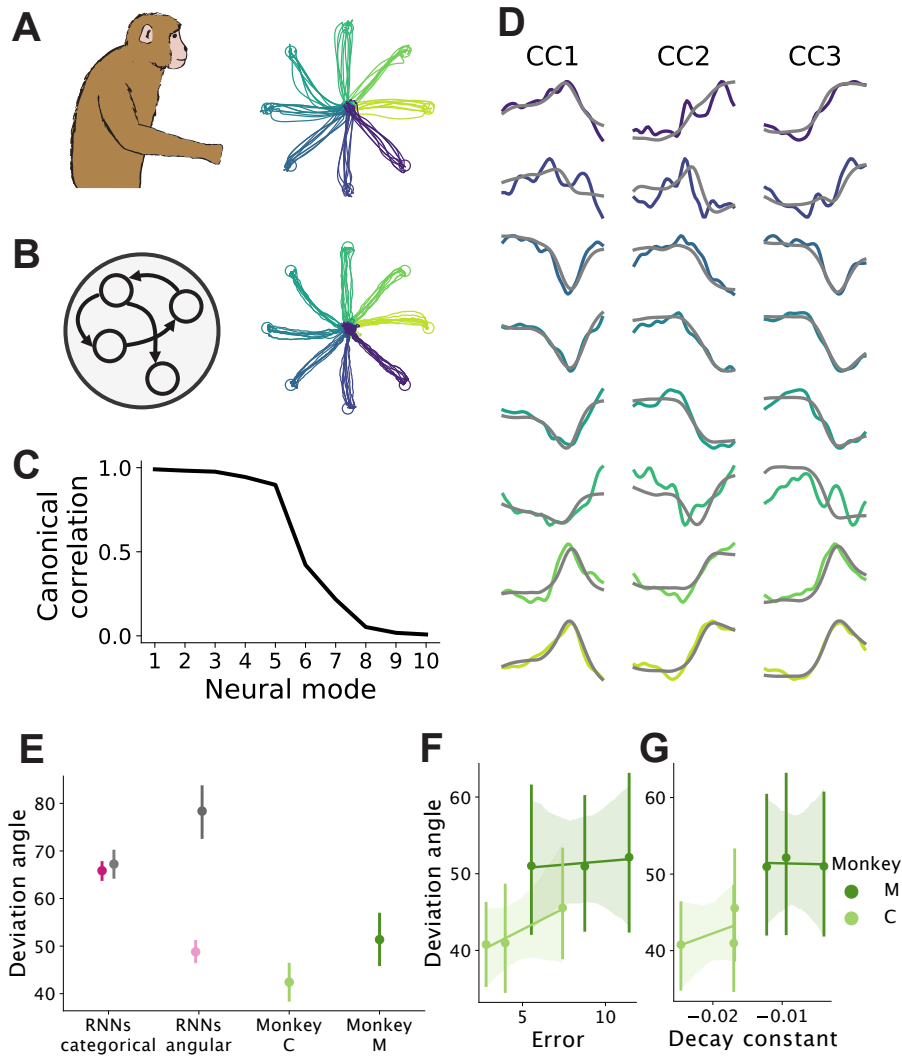 A
D
CC1 CC2 CC3
B
C
1.0
0.5
0.0
Canonical
correlation
1 2 3 4 5 6 7 8 9 10
Neural mode
E
80
70
60
50
40
Deviation angle
RNNs
categorical
RNNs
angular
Monkey
C
Monkey
M
F
60
50
40
Deviation angle
5 10
Error
G
60
50
40
−0.02 −0.01
Decay constant
Monkey
M
C